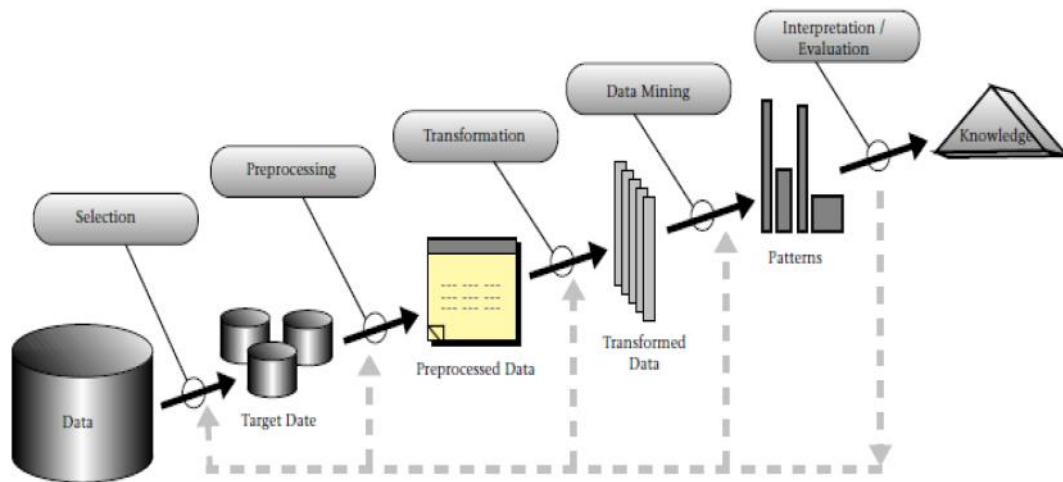 Interpretation /
Evaluation
Data Mining
Transformation
Preprocessing
Selection
Data
Target Date
Preprocessed Data
Transformed
Data
Patterns
Knowledge